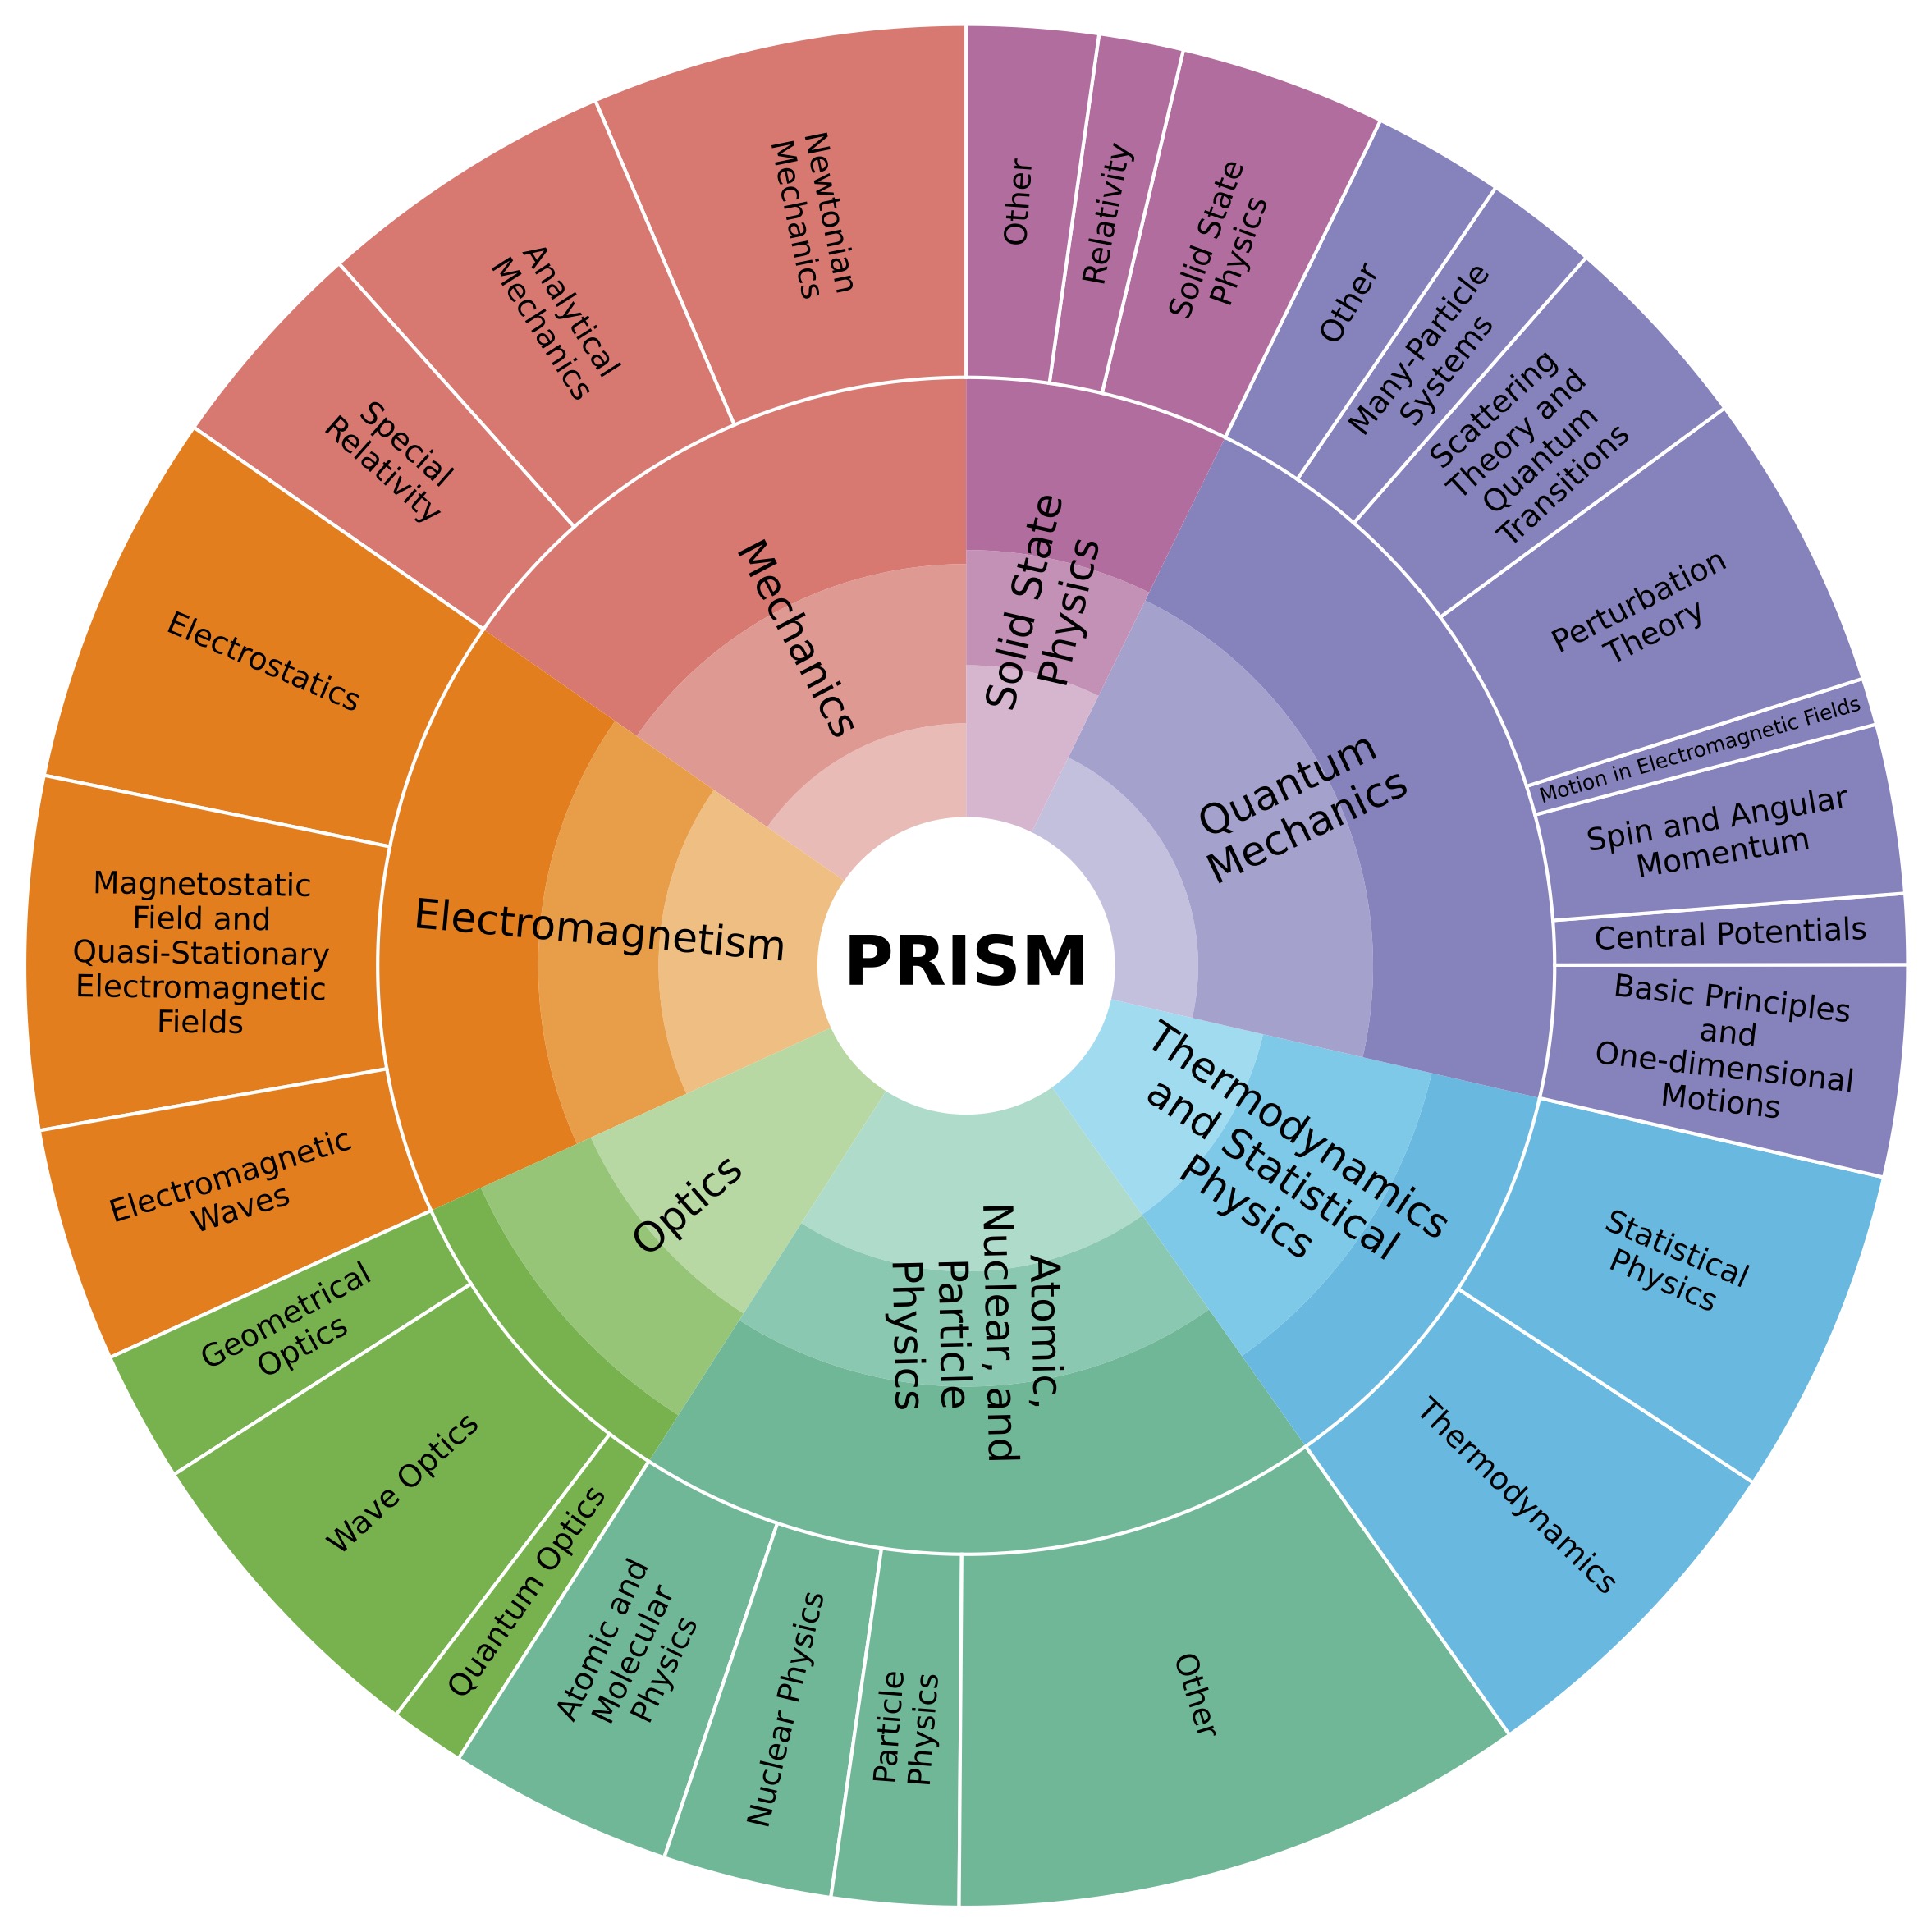 PRISM
Solid State
Physics
Quantum
Mechanics
Thermodynamics
and Statistical
Physics
Atomic,
Nuclear, and
Particle
Physics
Optics
Electromagnetism
Mechanics
Other
Relativity
Solid State
Physics
Other
Many-Particle
Systems
Scattering
Theory and
Quantum
Transitions
Perturbation
Theory
Motion in Electromagnetic Fields
Spin and Angular
Momentum
Central Potentials
Basic Principles
and
One-dimensional
Motions
Statistical
Physics
Thermodynamics
Other
Particle
Physics
Nuclear Physics
Atomic and
Molecular
Physics
Quantum Optics
Wave Optics
Geometrical
Optics
Electromagnetic
Waves
Magnetostatic
Field and
Quasi-Stationary
Electromagnetic
Fields
Electrostatics
Special
Relativity
Analytical
Mechanics
Newtonian
Mechanics